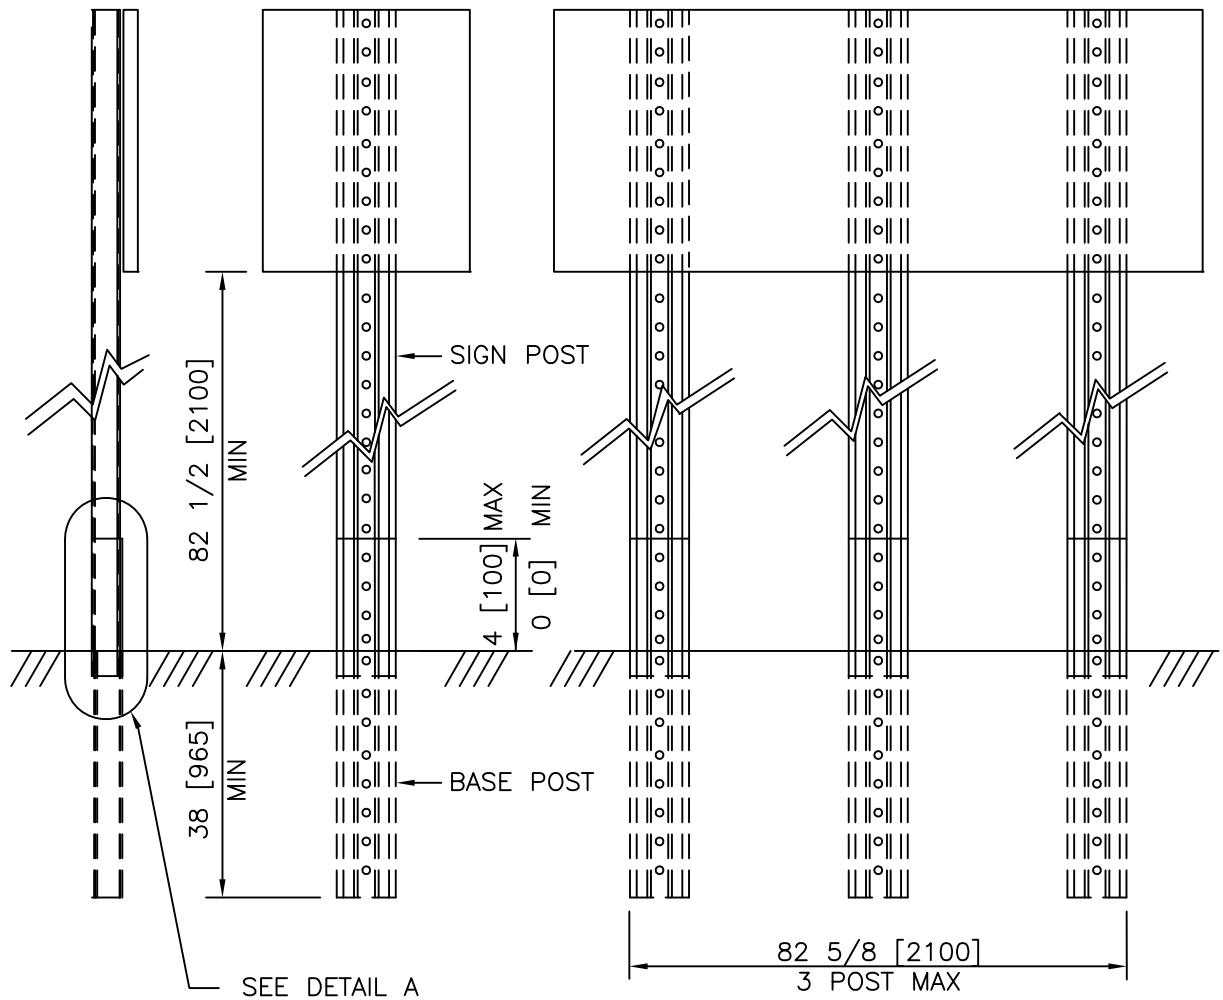 SIGN POST
82 1/2 [2100]
MIN
4 [100] MAX
0 [0] MIN
38 [965]
MIN
BASE POST
82 5/8 [2100]
3 POST MAX
SEE DETAIL A